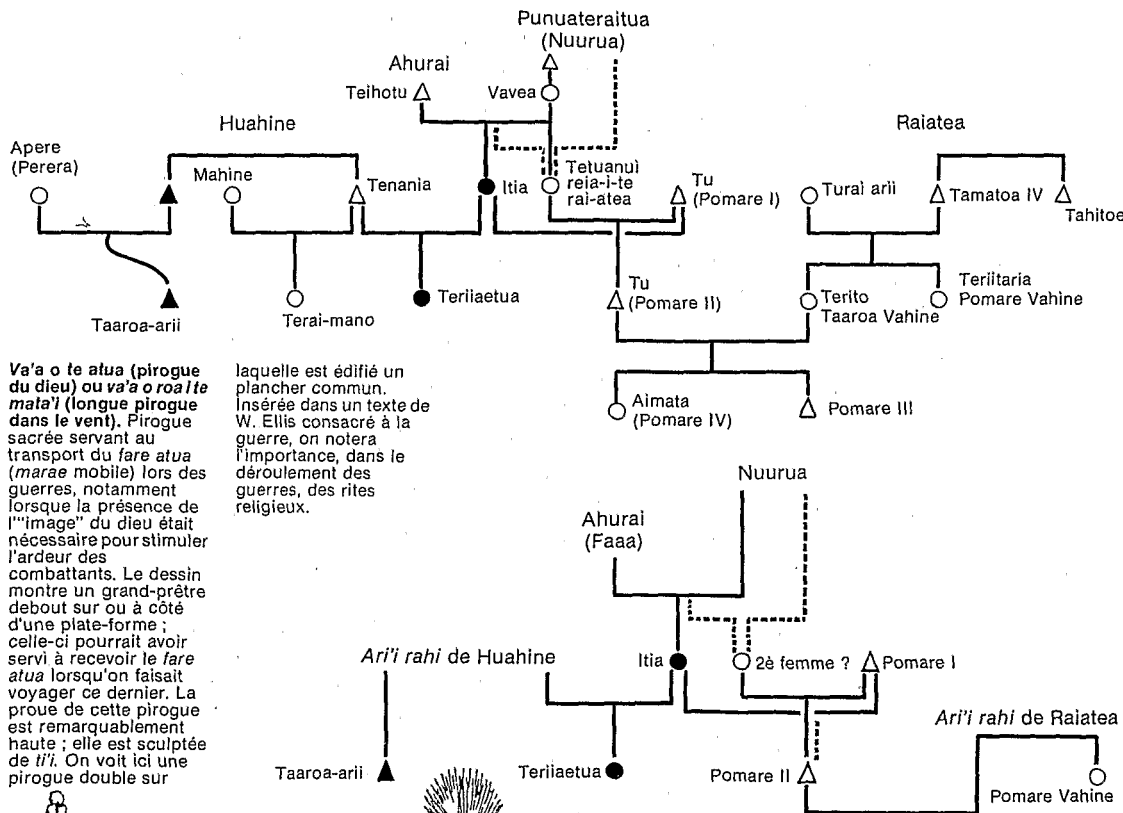 Punuateraitua
(Nuurua)
Ahurai
Teihotu
Vavea
Huahine
Raiatea
Apere
(Perera)
Mahine
Tenania
Itia
Tetuanui
reia-i-te
rai-atea
Tu
(Pomare I)
Turai arii
Tamatoa IV
Tahitoe
Taaroa-arii
Terai-mano
Teriiaetua
Tu
(Pomare II)
Terito
Taaroa Vahine
Teriitaria
Pomare Vahine
Aimata
(Pomare IV)
Pomare III
Va'a o te atua (pirogue
du dieu) ou va'a o roa i te
mata'i (longue pirogue
dans le vent). Pirogue
sacrée servant au
transport du fare atua
(marae mobile) lors des
guerres, notamment
lorsque la présence de
l'"image" du dieu était
nécessaire pour stimuler
l'ardeur des
combattants. Le dessin
montre un grand-prêtre
debout sur ou à côté
d'une plate-forme ;
celle-ci pourrait avoir
servi à recevoir le fare
atua lorsqu'on faisait
voyager ce dernier. La
proue de cette pirogue
est remarquablement
haute ; elle est sculptée
de ti'i. On voit ici une
pirogue double sur
laquelle est édifié un
plancher commun.
Insérée dans un texte de
W. Ellis consacré à la
guerre, on notera
l'importance, dans le
déroulement des
guerres, des rites
religieux.
Nuurua
Ahurai
(Faaa)
Ari'i rahi de Huahine
Itia
2è femme ?
Pomare I
Ari'i rahi de Raiatea
Taaroa-arii
Teriiaetua
Pomare II
Pomare Vahine